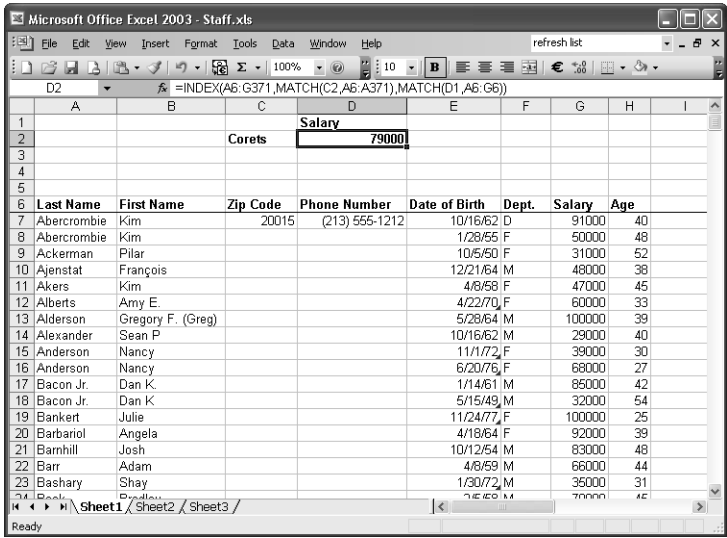 Microsoft Office Excel 2003 - Staff.xls
File Edit View Insert Format Tools Data Window Help refresh list
100% 10 B
D2 fx =INDEX(A6:G371,MATCH(C2,A6:A371),MATCH(D1,A6:G6))
A B C D E F G H I
1 Salary
2 Corets 79000
3
4
5
6 Last Name First Name Zip Code Phone Number Date of Birth Dept. Salary Age
7 Abercrombie Kim 20015 (213) 555-1212 10/16/62 D 91000 40
8 Abercrombie Kim 1/28/55 F 50000 48
9 Ackerman Pilar 10/5/50 F 31000 52
10 Ajenstat François 12/21/64 M 48000 38
11 Akers Kim 4/8/58 F 47000 45
12 Alberts Amy E. 4/22/70 F 60000 33
13 Alderson Gregory F. (Greg) 5/28/64 M 100000 39
14 Alexander Sean P 10/16/62 M 29000 40
15 Anderson Nancy 11/1/72 F 39000 30
16 Anderson Nancy 6/20/76 F 68000 27
17 Bacon Jr. Dan K. 1/14/61 M 85000 42
18 Bacon Jr. Dan K 5/15/49 M 32000 54
19 Bankert Julie 11/24/77 F 100000 25
20 Barbariol Angela 4/18/64 F 92000 39
21 Barnhill Josh 10/12/54 M 83000 48
22 Barr Adam 4/8/59 M 66000 44
23 Bashary Shay 1/30/72 M 35000 31
Sheet1 Sheet2 Sheet3
Ready